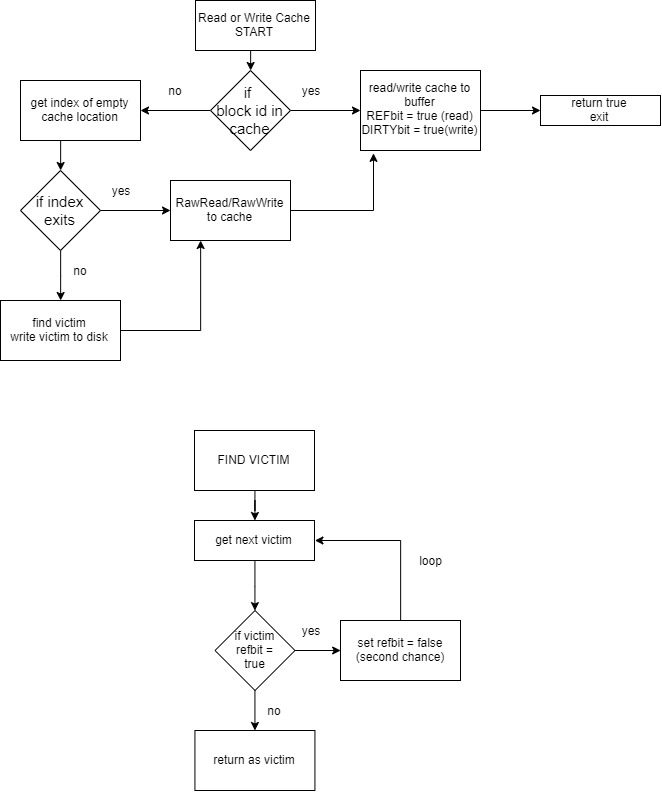 Read or Write Cache
START
if
block id in
cache
no
yes
get index of empty
cache location
read/write cache to
buffer
REFbit = true (read)
DIRTYbit = true(write)
return true
exit
if index
exits
yes
RawRead/RawWrite
to cache
no
find victim
write victim to disk
FIND VICTIM
get next victim
loop
if victim
refbit =
true
yes
set refbit = false
(second chance)
no
return as victim